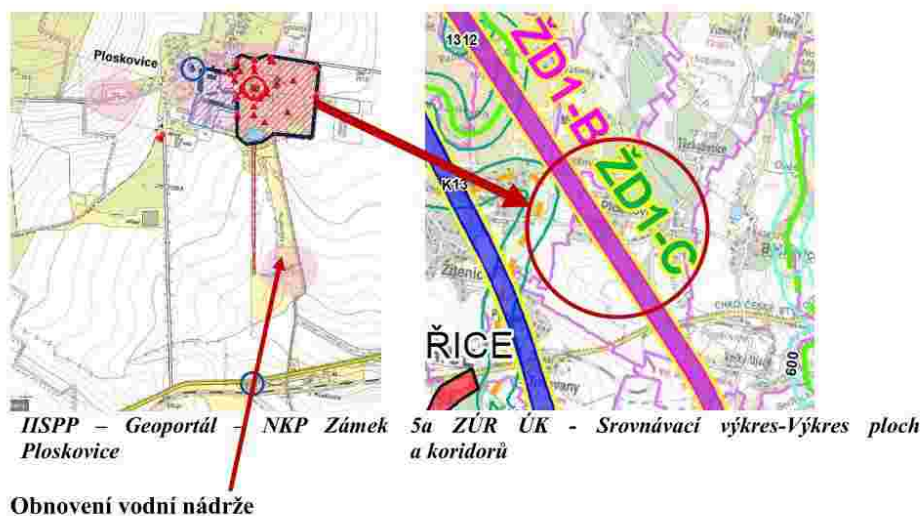 Ploskovice
1312
ŽD1-B
ŽD1-C
K13
Žitenic
ŘICE
600
IISPP – Geoportál – NKP Zámek
Ploskovice
5a ZÚR ÚK - Srovnávací výkres-Výkres ploch
a koridorů
Obnovení vodní nádrže